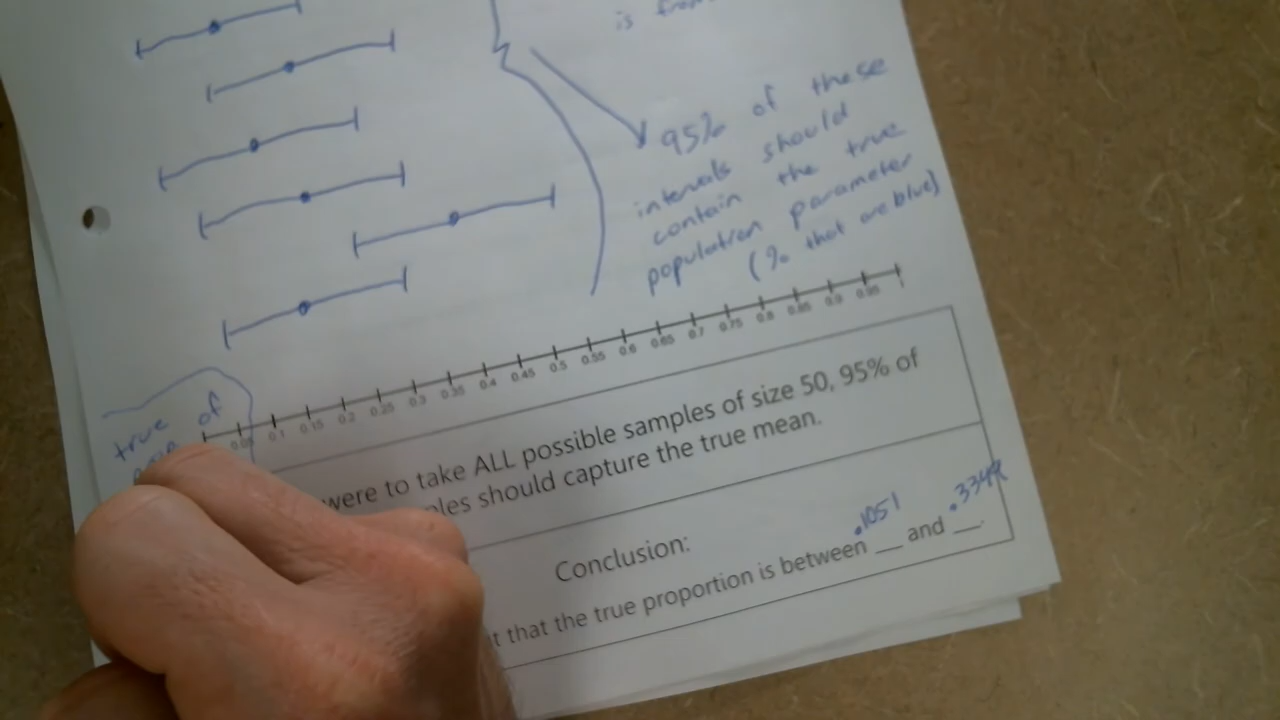 is from
95% of these
intervals should
contain the true
population parameter
(% that are blue)
true of
0.05 0.1 0.15 0.2 0.25 0.3 0.35 0.4 0.45 0.5 0.55 0.6 0.65 0.7 0.75 0.8 0.85 0.9 0.95 1
were to take ALL possible samples of size 50, 95% of
ples should capture the true mean.
Conclusion:
.1051 .334
t that the true proportion is between __ and __.